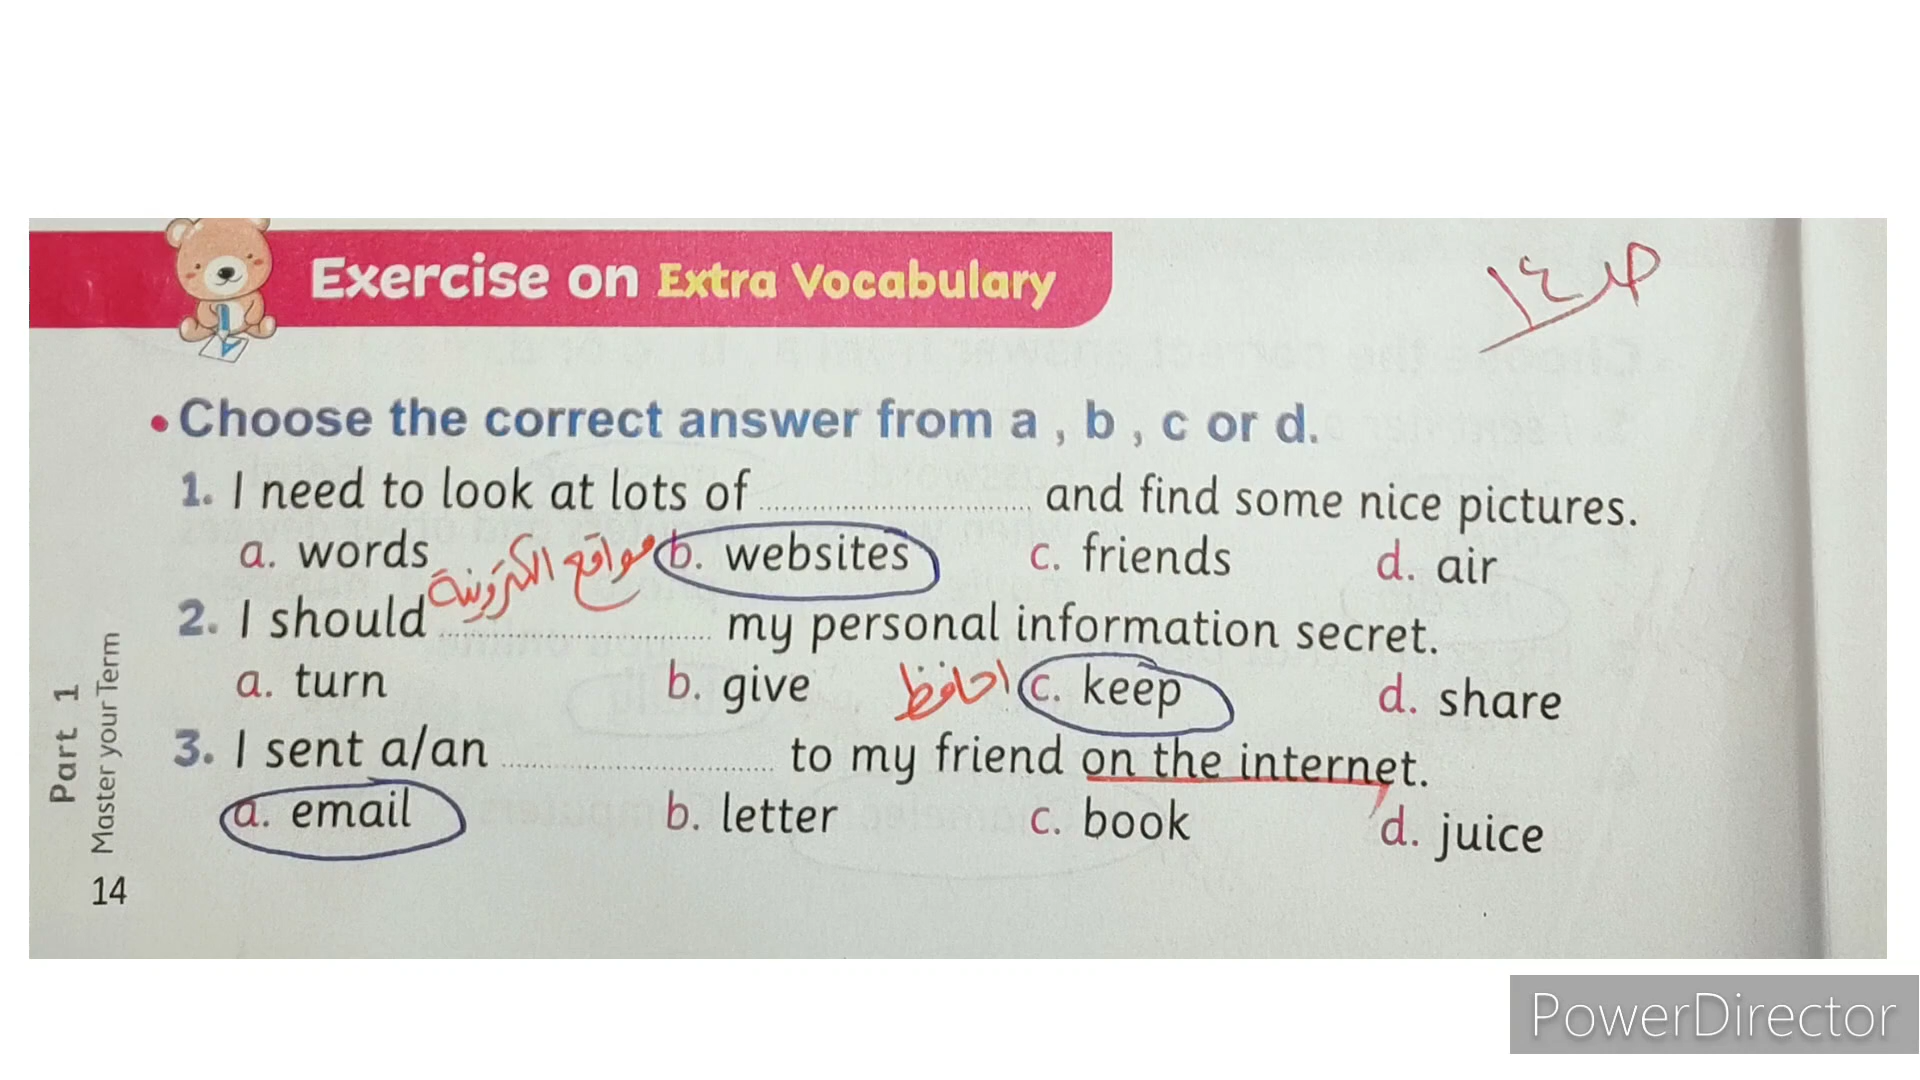 Exercise on Extra Vocabulary
ص ١٤
• Choose the correct answer from a , b , c or d.
1. I need to look at lots of ........................ and find some nice pictures.
a. words مواقع الكترونية b. websites c. friends d. air
2. I should ........................ my personal information secret.
a. turn b. give احافظ c. keep d. share
3. I sent a/an ........................ to my friend on the internet.
a. email b. letter c. book d. juice
Part 1
Master your Term
14
PowerDirector